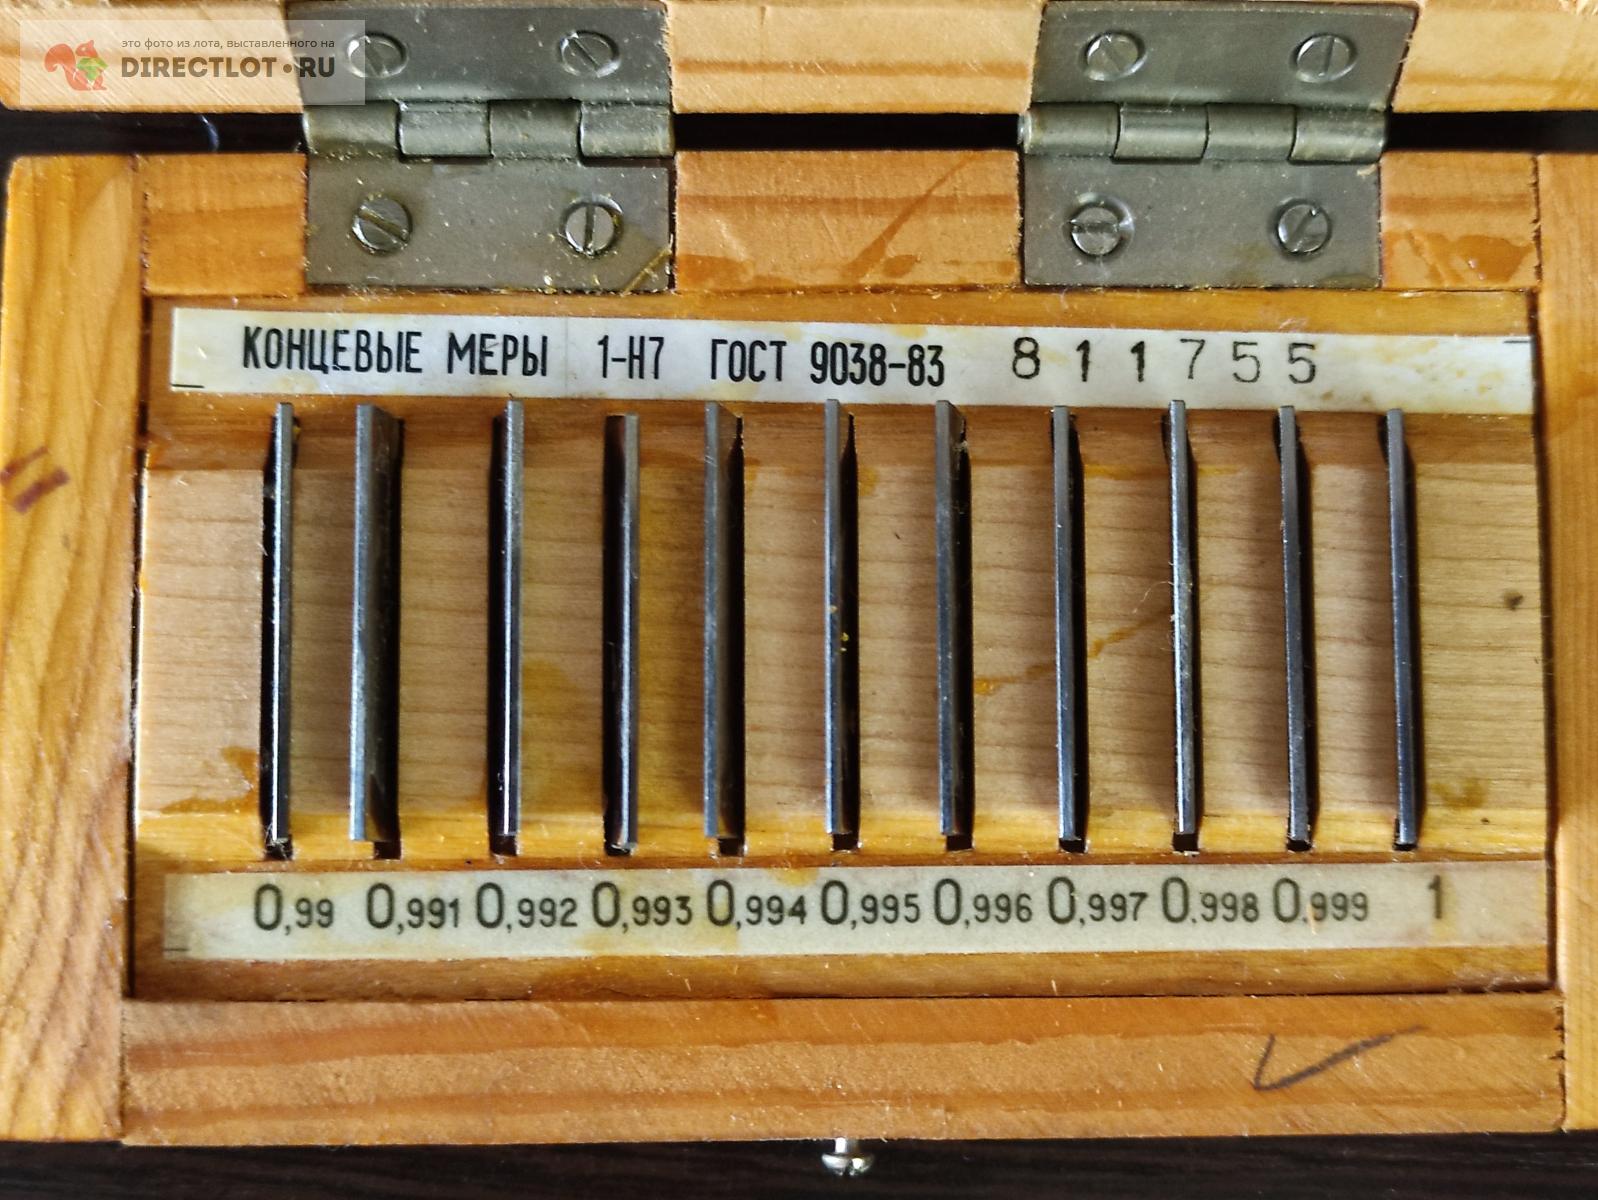 это фото из лота, выставленного на
DIRECTLOT.RU
КОНЦЕВЫЕ МЕРЫ 1-Н7 ГОСТ 9038-83 811755
0,99 0,991 0,992 0,993 0,994 0,995 0,996 0,997 0,998 0,999 1